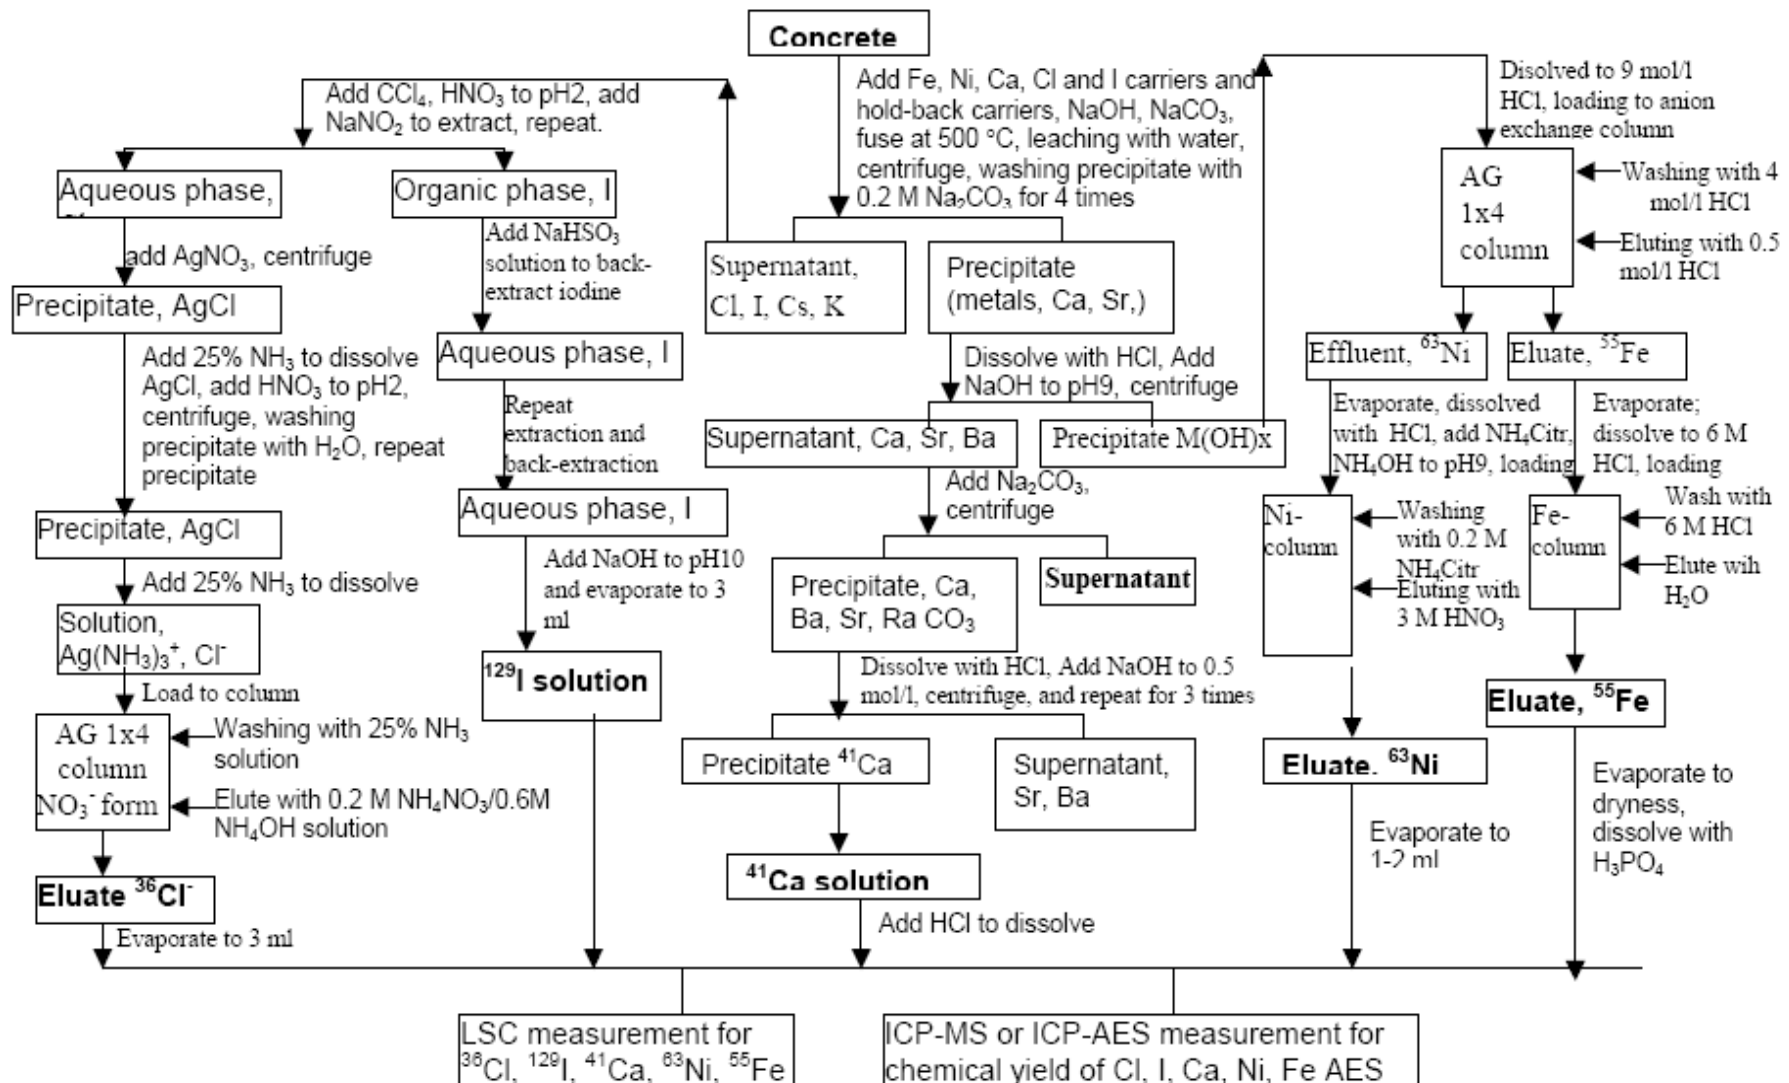 Concrete
Add Fe, Ni, Ca, Cl and I carriers and
hold-back carriers, NaOH, NaCO₃,
fuse at 500 °C, leaching with water,
centrifuge, washing precipitate with
0.2 M Na₂CO₃ for 4 times
Add CCl₄, HNO₃ to pH2, add
NaNO₂ to extract, repeat.
Aqueous phase,
Organic phase, I
add AgNO₃, centrifuge
Add NaHSO₃
solution to back-
extract iodine
Precipitate, AgCl
Aqueous phase, I
Add 25% NH₃ to dissolve
AgCl, add HNO₃ to pH2,
centrifuge, washing
precipitate with H₂O, repeat
precipitate
Repeat
extraction and
back-extraction
Precipitate, AgCl
Aqueous phase, I
Add 25% NH₃ to dissolve
Add NaOH to pH10
and evaporate to 3
ml
Solution,
Ag(NH₃)₃⁺, Cl⁻
¹²⁹I solution
Load to column
AG 1x4
column
NO₃⁻ form
Washing with 25% NH₃
solution
Elute with 0.2 M NH₄NO₃/0.6M
NH₄OH solution
Eluate ³⁶Cl⁻
Evaporate to 3 ml
Supernatant,
Cl, I, Cs, K
Precipitate
(metals, Ca, Sr,)
Dissolve with HCl, Add
NaOH to pH9, centrifuge
Supernatant, Ca, Sr, Ba
Precipitate M(OH)x
Add Na₂CO₃,
centrifuge
Precipitate, Ca,
Ba, Sr, Ra CO₃
Supernatant
Dissolve with HCl, Add NaOH to 0.5
mol/l, centrifuge, and repeat for 3 times
Precipitate ⁴¹Ca
Supernatant,
Sr, Ba
⁴¹Ca solution
Add HCl to dissolve
Disolved to 9 mol/l
HCl, loading to anion
exchange column
AG
1x4
column
Washing with 4
mol/l HCl
Eluting with 0.5
mol/l HCl
Effluent, ⁶³Ni
Eluate, ⁵⁵Fe
Evaporate, dissolved
with HCl, add NH₄Citr,
NH₄OH to pH9, loading
Evaporate;
dissolve to 6 M
HCl, loading
Ni-
column
Washing
with 0.2 M
NH₄Citr
Eluting with
3 M HNO₃
Fe-
column
Wash with
6 M HCl
Elute wih
H₂O
Eluate, ⁵⁵Fe
Eluate, ⁶³Ni
Evaporate to
1-2 ml
Evaporate to
dryness,
dissolve with
H₃PO₄
LSC measurement for
³⁶Cl, ¹²⁹I, ⁴¹Ca, ⁶³Ni, ⁵⁵Fe
ICP-MS or ICP-AES measurement for
chemical yield of Cl, I, Ca, Ni, Fe AES